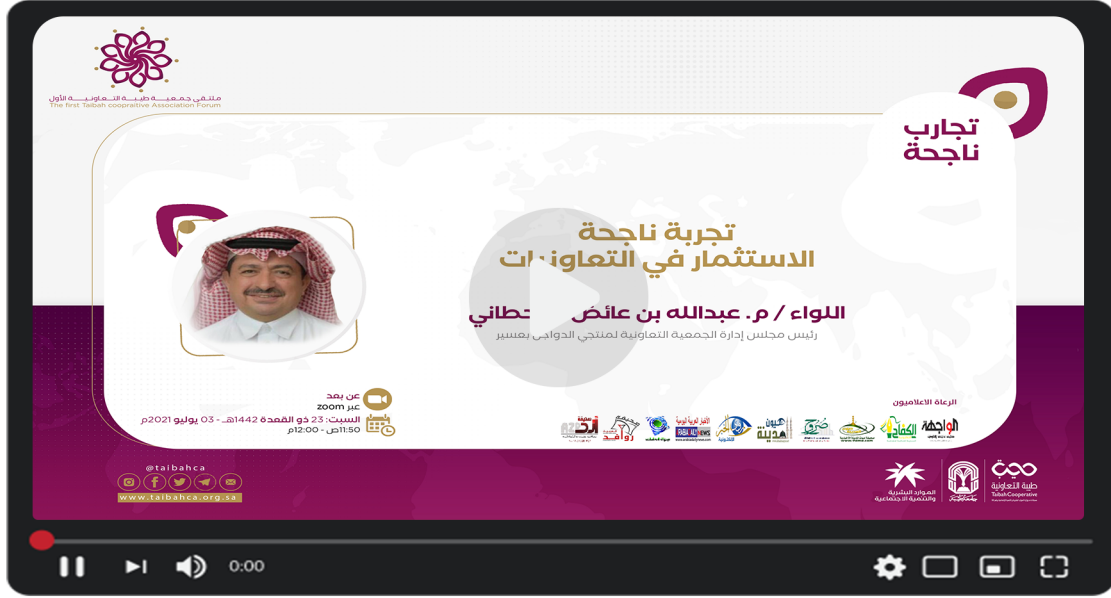 ملتقى جمعية طيبة التعاونية الأول
The first Taibah coopraitive Association Forum
تجارب
ناجحة
تجربة ناجحة
الاستثمار في التعاونيات
اللواء / م. عبدالله بن عائض
رئيس مجلس إدارة الجمعية التعاونية لمنتجي الدواجن بعسير
عن بعد
عبر zoom
السبت: 23 ذو القعدة 1442هـ - 03 يوليو 2021م
11:50ص - 12:00م
الرعاة الاعلاميون
الواجهة
@taibahca
www.taibahca.org.sa
الموارد البشرية
والتنمية الاجتماعية
طيبة التعاونية
TaibahCooperative
0:00